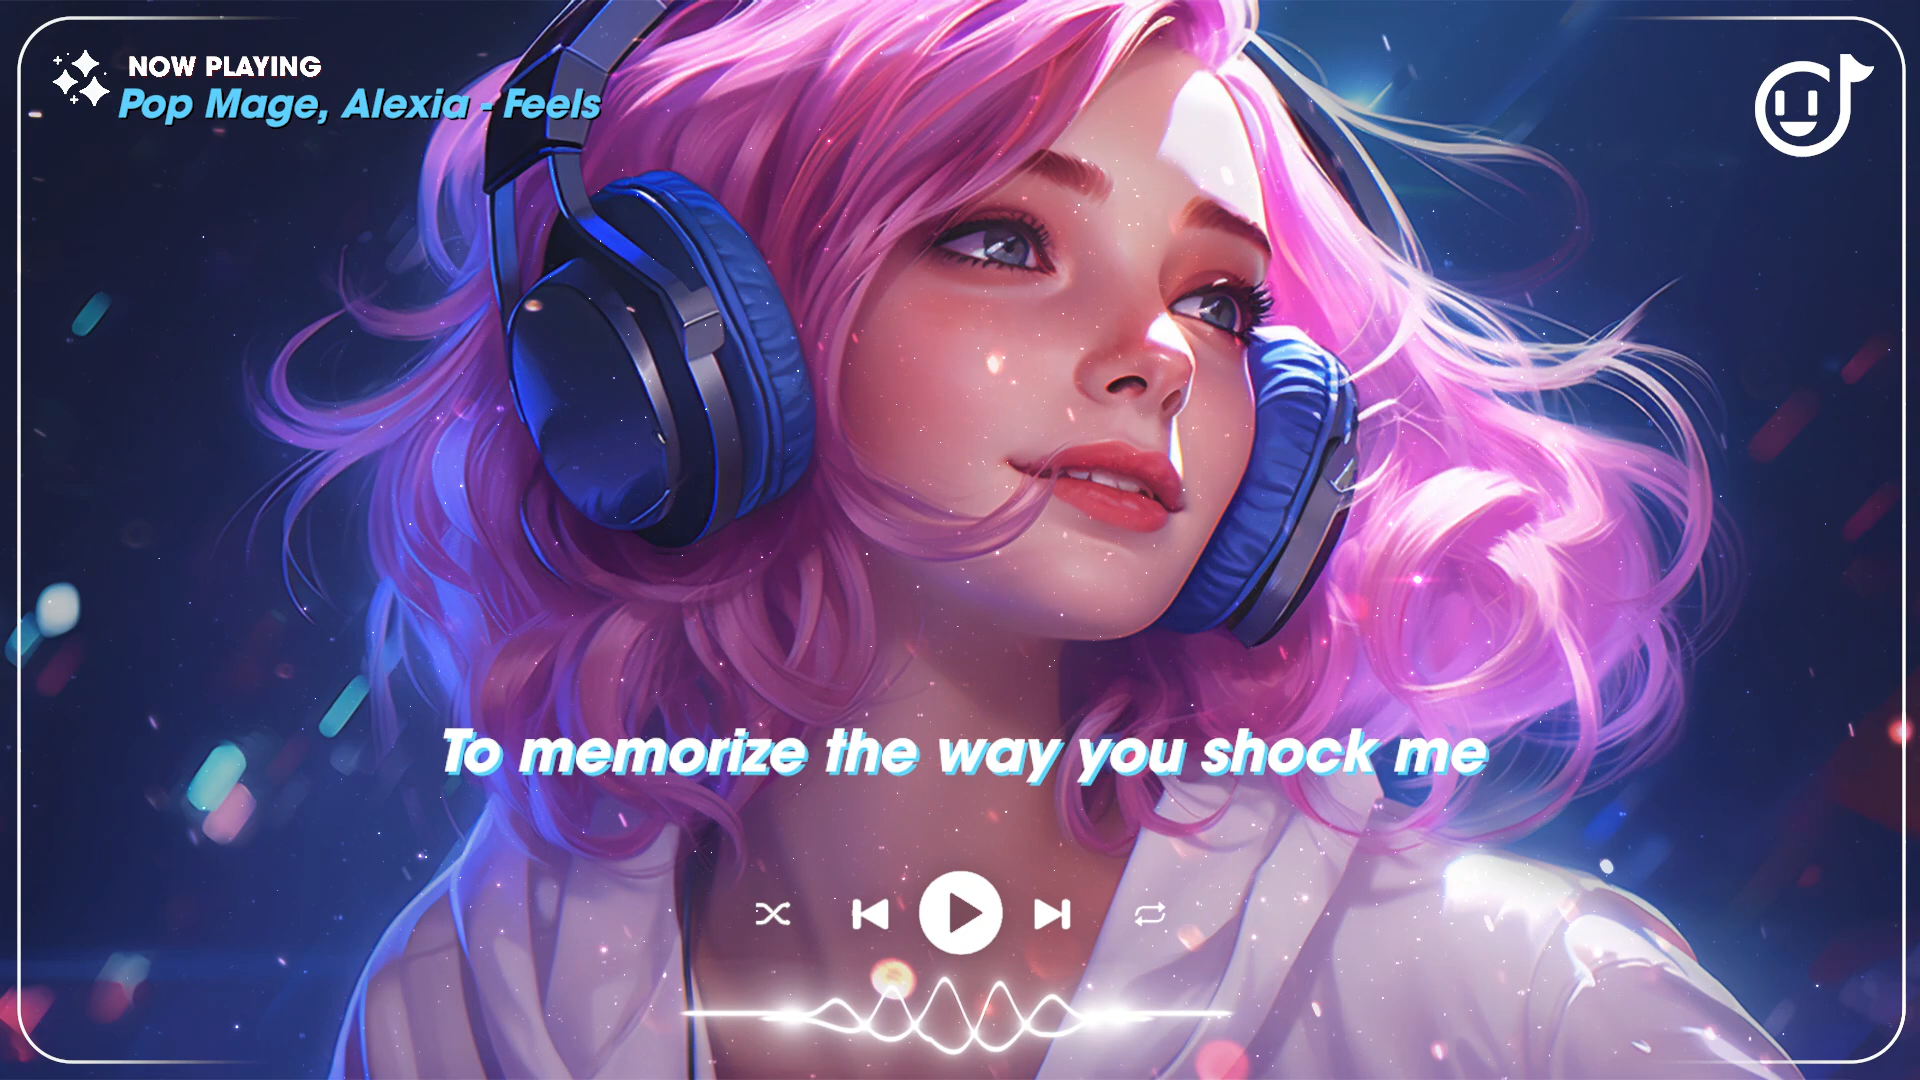 NOW PLAYING
Pop Mage, Alexia - Feels
To memorize the way you shock me